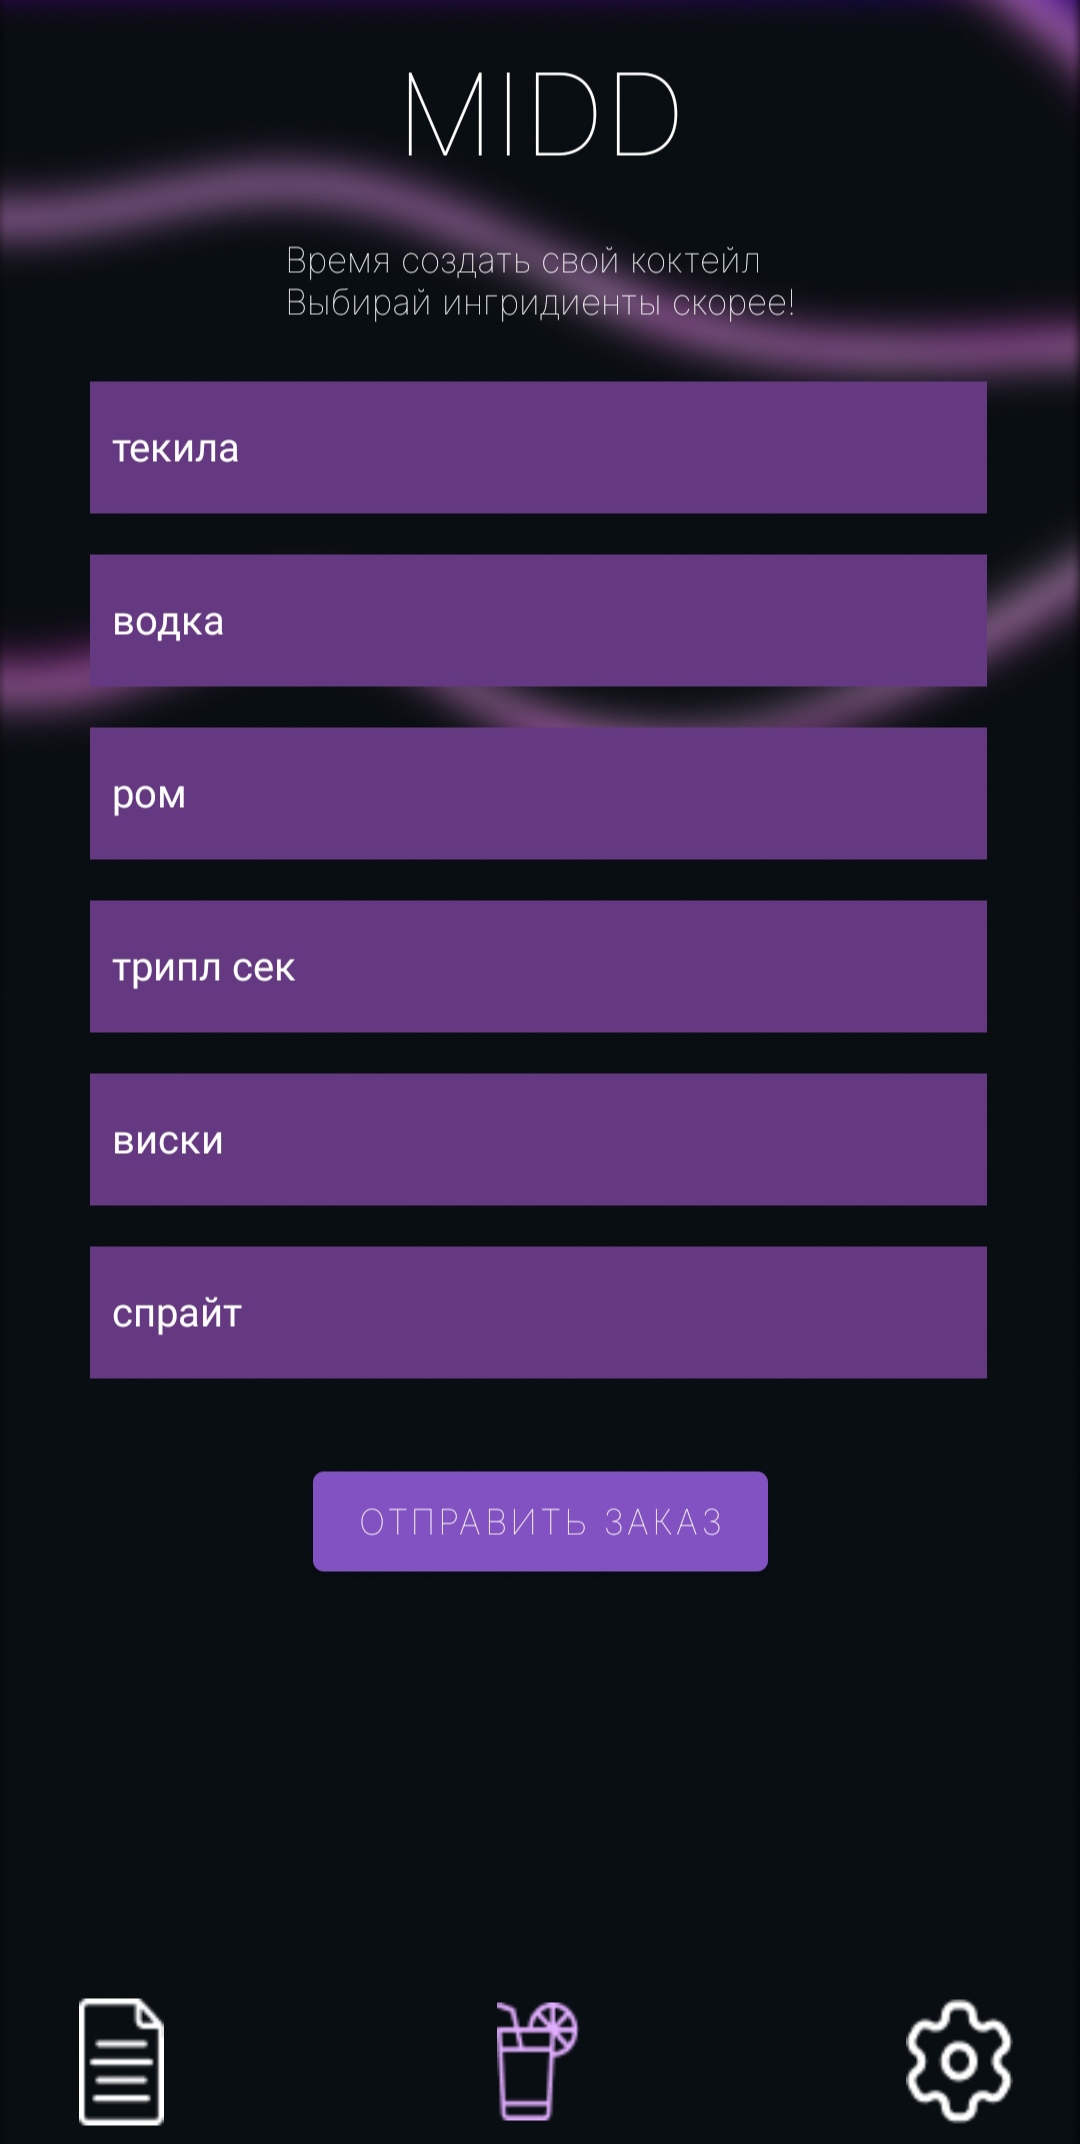 MIDD
Время создать свой коктейл
Выбирай ингридиенты скорее!
текила
водка
ром
трипл сек
виски
спрайт
ОТПРАВИТЬ ЗАКАЗ